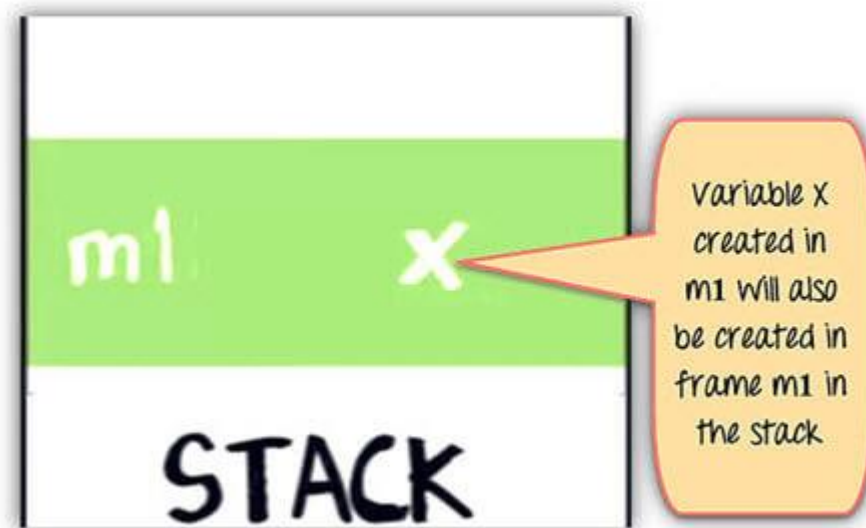 m1 x
Variable x
created in
m1 will also
be created in
frame m1 in
the stack
STACK